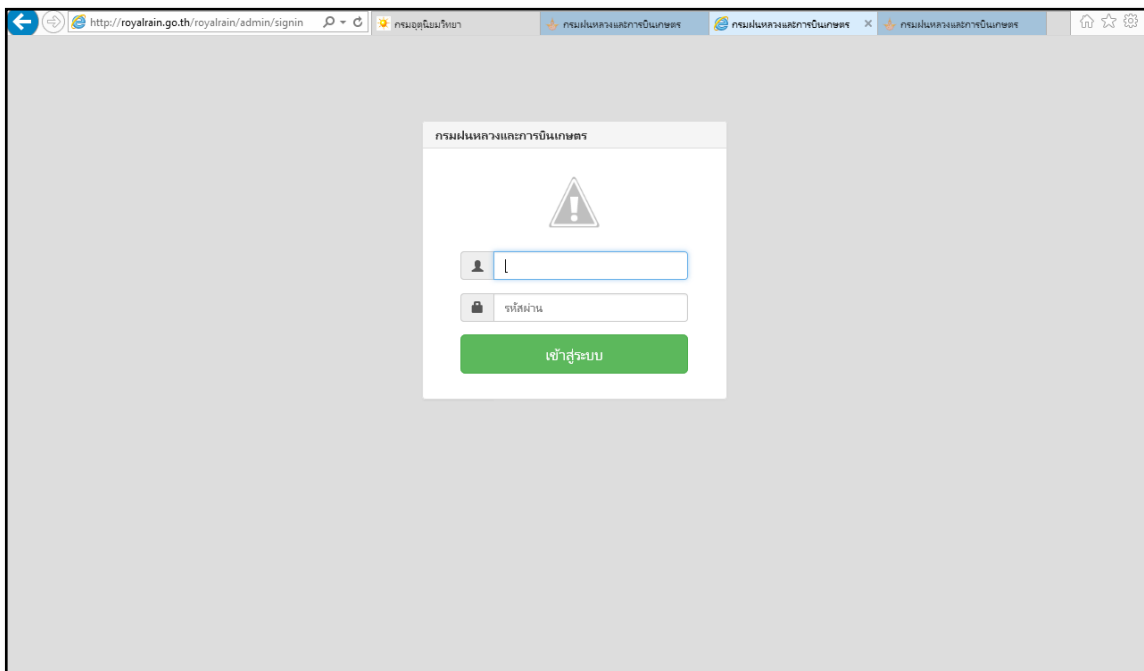 http://royalrain.go.th/royalrain/admin/signin
กรมอุตุนิยมวิทยา
กรมฝนหลวงและการบินเกษตร
กรมฝนหลวงและการบินเกษตร
กรมฝนหลวงและการบินเกษตร
กรมฝนหลวงและการบินเกษตร
รหัสผ่าน
เข้าสู่ระบบ